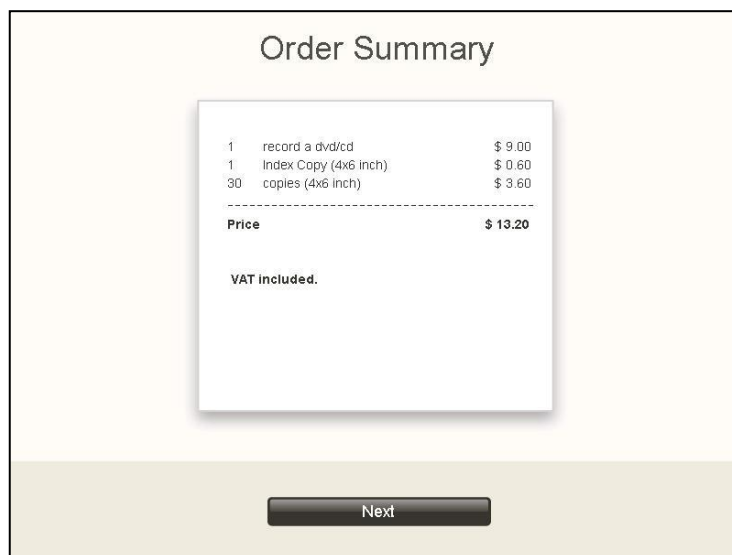 Order Summary
1 record a dvd/cd $ 9.00
1 Index Copy (4x6 inch) $ 0.60
30 copies (4x6 inch) $ 3.60
--------------------------------------------
Price $ 13.20
VAT included.
Next